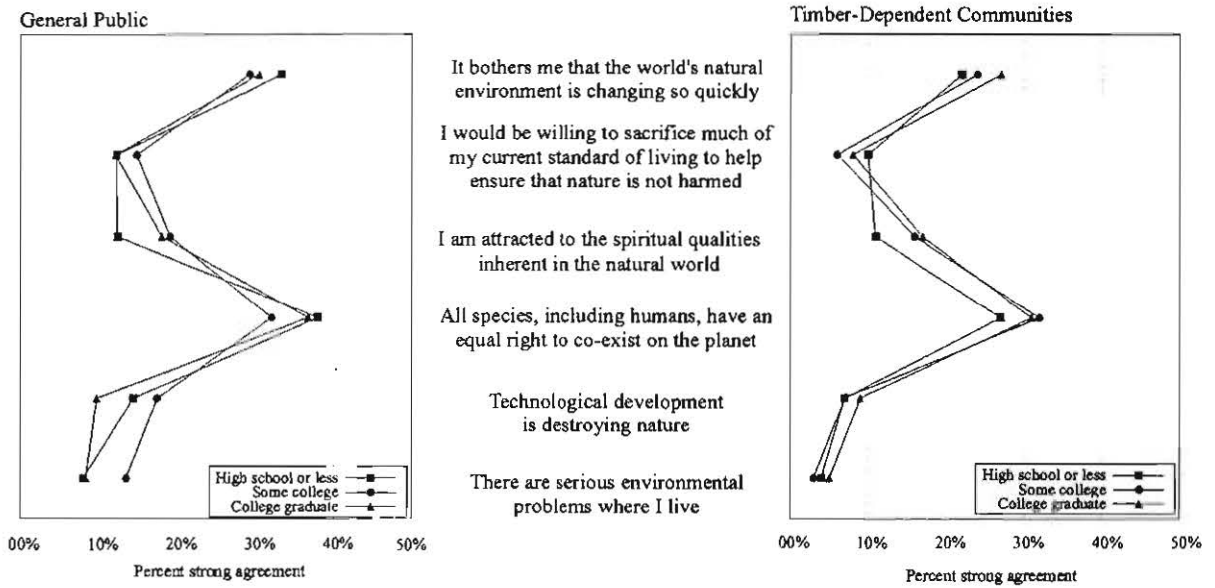 General Public
Timber-Dependent Communities
It bothers me that the world's natural
environment is changing so quickly
I would be willing to sacrifice much of
my current standard of living to help
ensure that nature is not harmed
I am attracted to the spiritual qualities
inherent in the natural world
All species, including humans, have an
equal right to co-exist on the planet
Technological development
is destroying nature
There are serious environmental
problems where I live
High school or less
Some college
College graduate
00% 10% 20% 30% 40% 50%
Percent strong agreement
High school or less
Some college
College graduate
00% 10% 20% 30% 40% 50%
Percent strong agreement